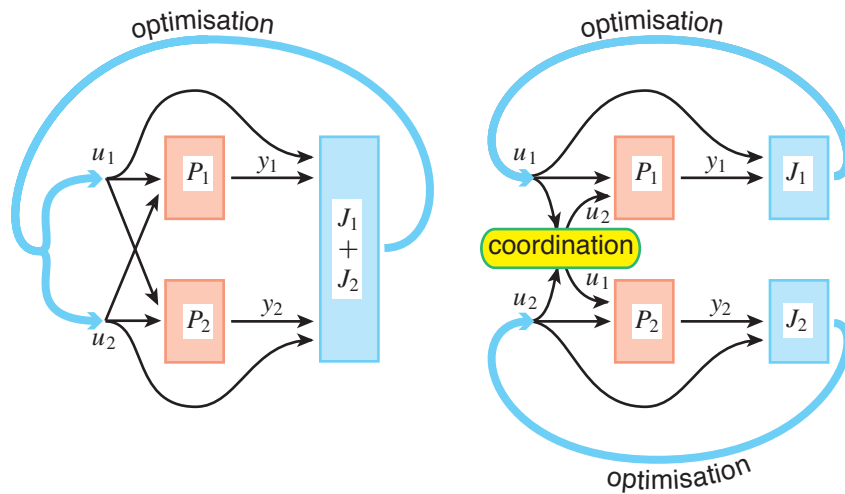 optimisation
u1
P1
y1
J1
+
J2
P2
y2
u2
optimisation
u1
P1
y1
J1
u2
coordination
u1
u2
P2
y2
J2
optimisation